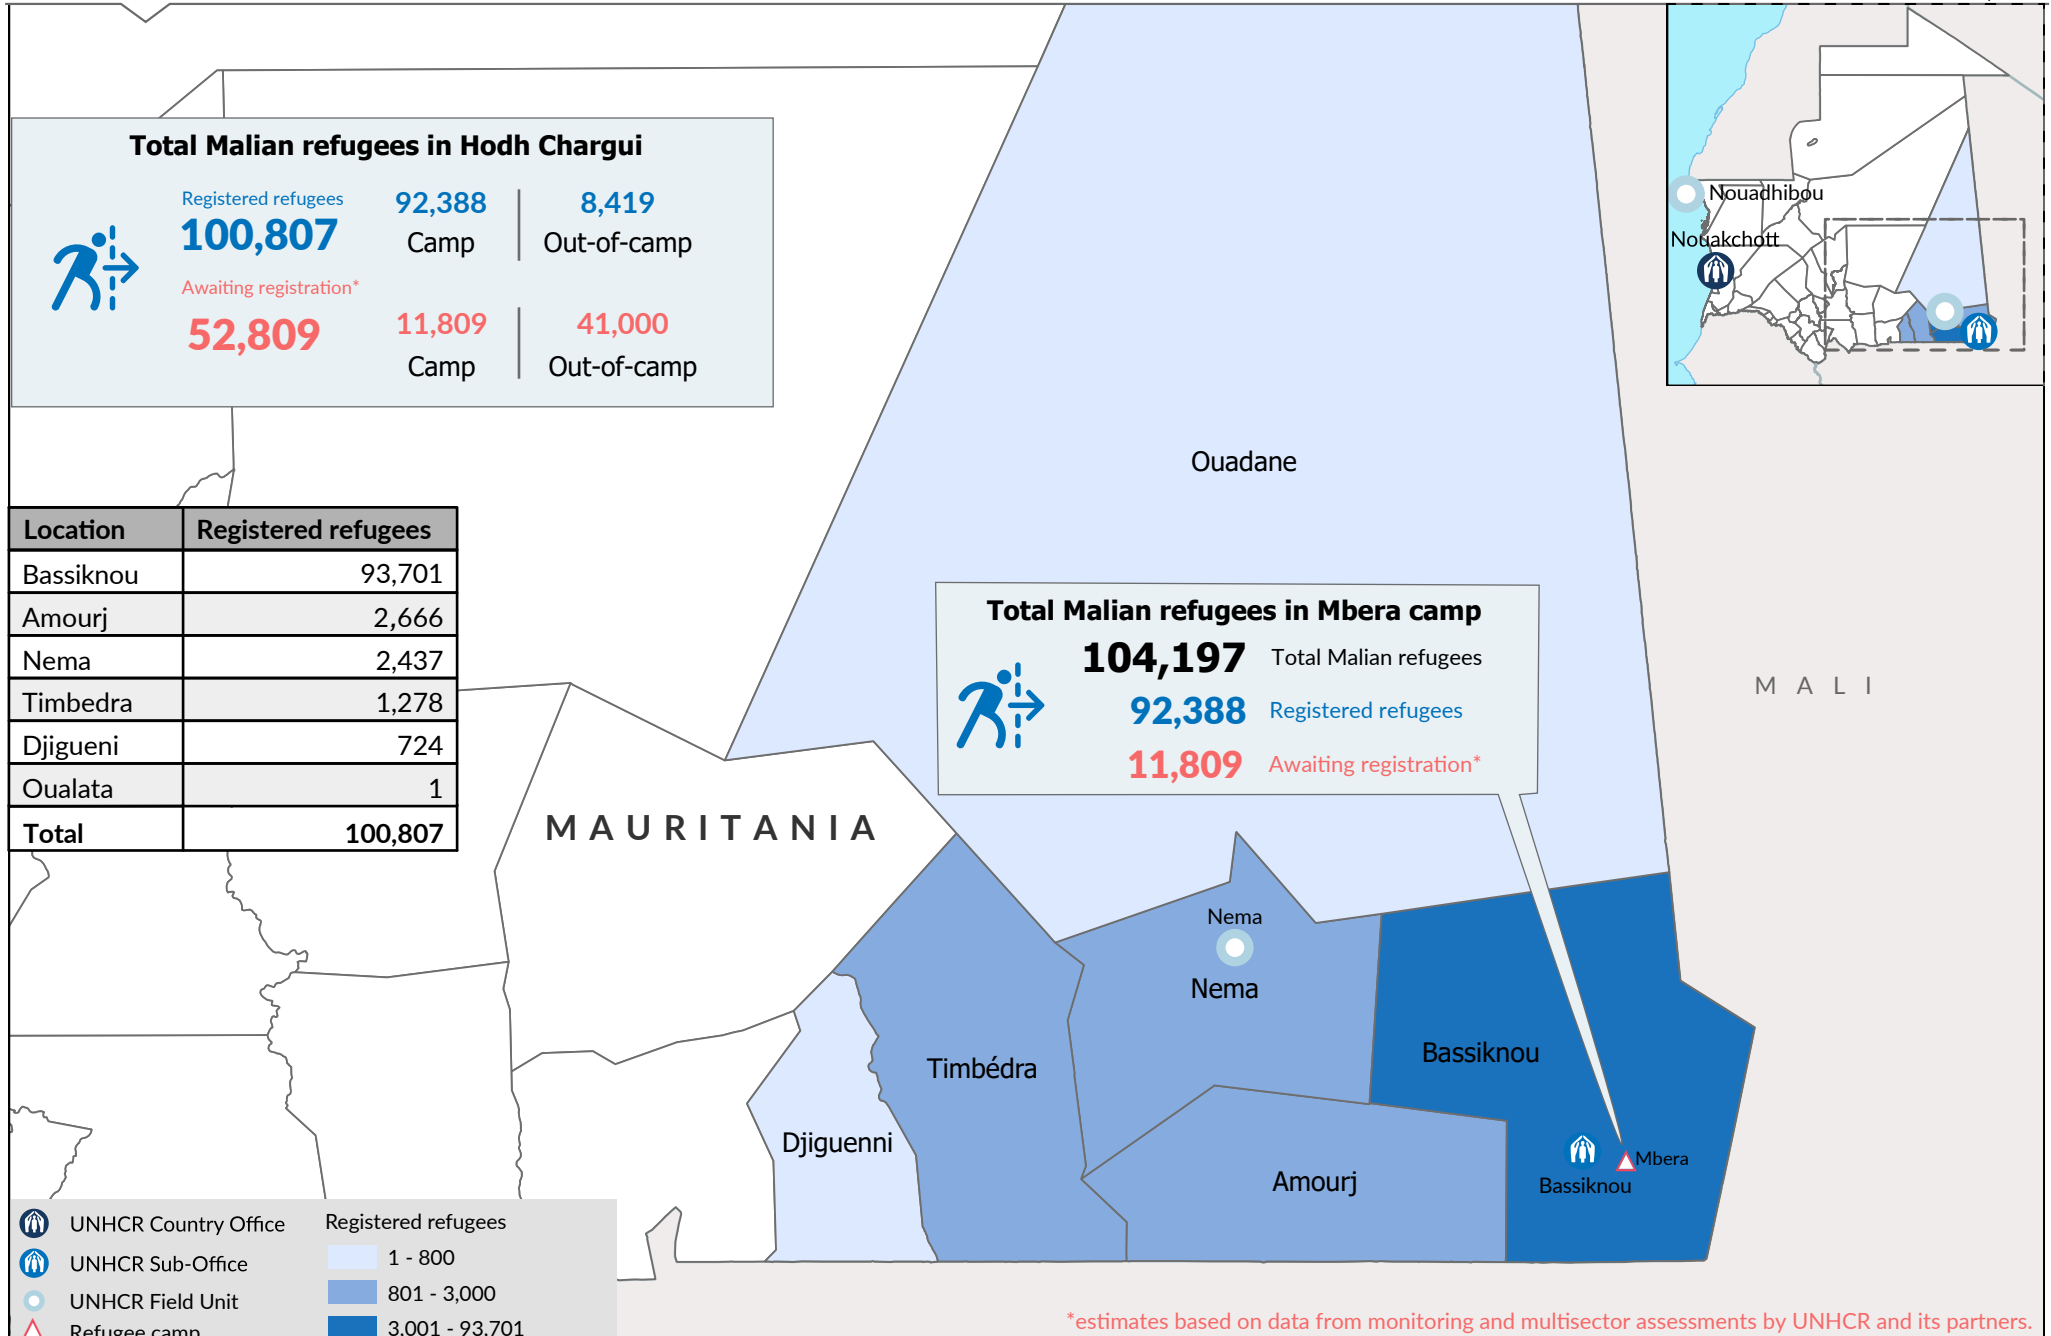 Total Malian refugees in Hodh Chargui
Registered refugees
100,807
92,388
Camp
8,419
Out-of-camp
Awaiting registration*
52,809
11,809
Camp
41,000
Out-of-camp
Nouadhibou
Nouakchott
Ouadane
Location Registered refugees
Bassiknou 93,701
Amourj 2,666
Nema 2,437
Timbedra 1,278
Djigueni 724
Oualata 1
Total 100,807
Total Malian refugees in Mbera camp
104,197 Total Malian refugees
92,388 Registered refugees
11,809 Awaiting registration*
MALI
MAURITANIA
Nema
Nema
Timbédra
Bassiknou
Djiguenni
Amourj
Mbera
Bassiknou
UNHCR Country Office
UNHCR Sub-Office
UNHCR Field Unit
Refugee camp
Registered refugees
1 - 800
801 - 3,000
3,001 - 93,701
*estimates based on data from monitoring and multisector assessments by UNHCR and its partners.